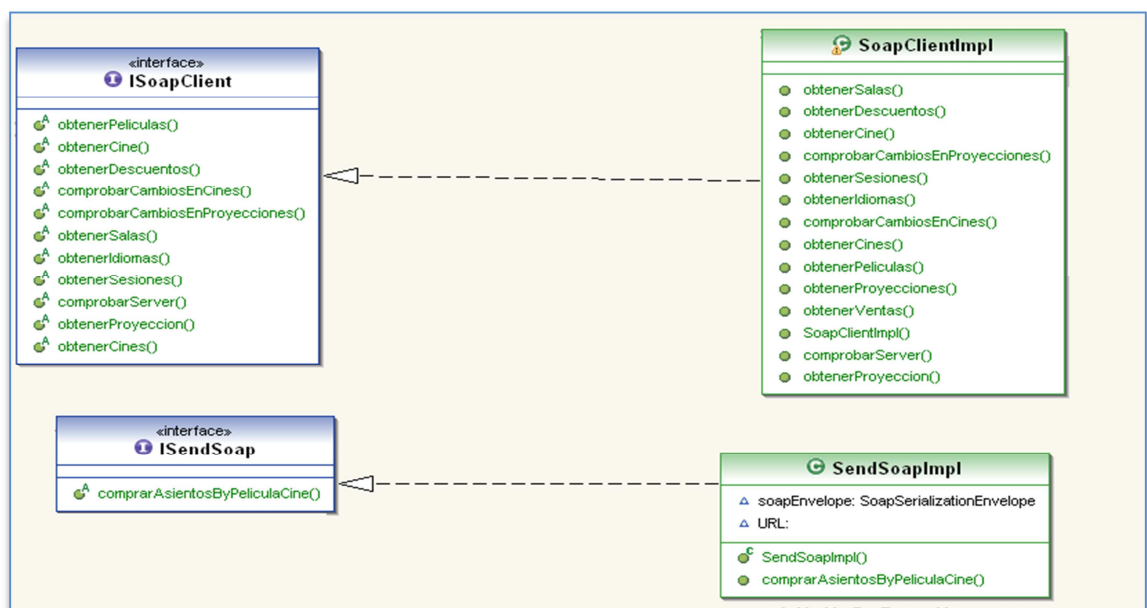 «interface»
ISoapClient
obtenerPeliculas()
obtenerCine()
obtenerDescuentos()
comprobarCambiosEnCines()
comprobarCambiosEnProyecciones()
obtenerSalas()
obtenerIdiomas()
obtenerSesiones()
comprobarServer()
obtenerProyeccion()
obtenerCines()
SoapClientImpl
obtenerSalas()
obtenerDescuentos()
obtenerCine()
comprobarCambiosEnProyecciones()
obtenerSesiones()
obtenerIdiomas()
comprobarCambiosEnCines()
obtenerCines()
obtenerPeliculas()
obtenerProyecciones()
obtenerVentas()
SoapClientImpl()
comprobarServer()
obtenerProyeccion()
«interface»
ISendSoap
comprarAsientosByPeliculaCine()
SendSoapImpl
soapEnvelope: SoapSerializationEnvelope
URL:
SendSoapImpl()
comprarAsientosByPeliculaCine()